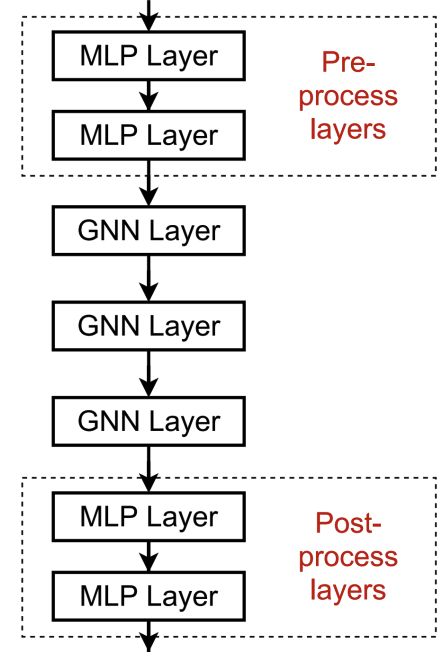 MLP Layer
Pre-
process
layers
MLP Layer
GNN Layer
GNN Layer
GNN Layer
MLP Layer
Post-
process
layers
MLP Layer